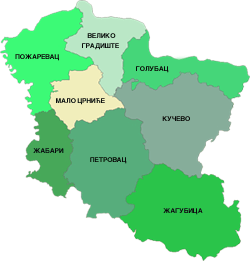 ВЕЛИКО
ГРАДИШТЕ
ПОЖАРЕВАЦ
ГОЛУБАЦ
МАЛО ЦРНИЋЕ
КУЧЕВО
ЖАБАРИ
ПЕТРОВАЦ
ЖАГУБИЦА